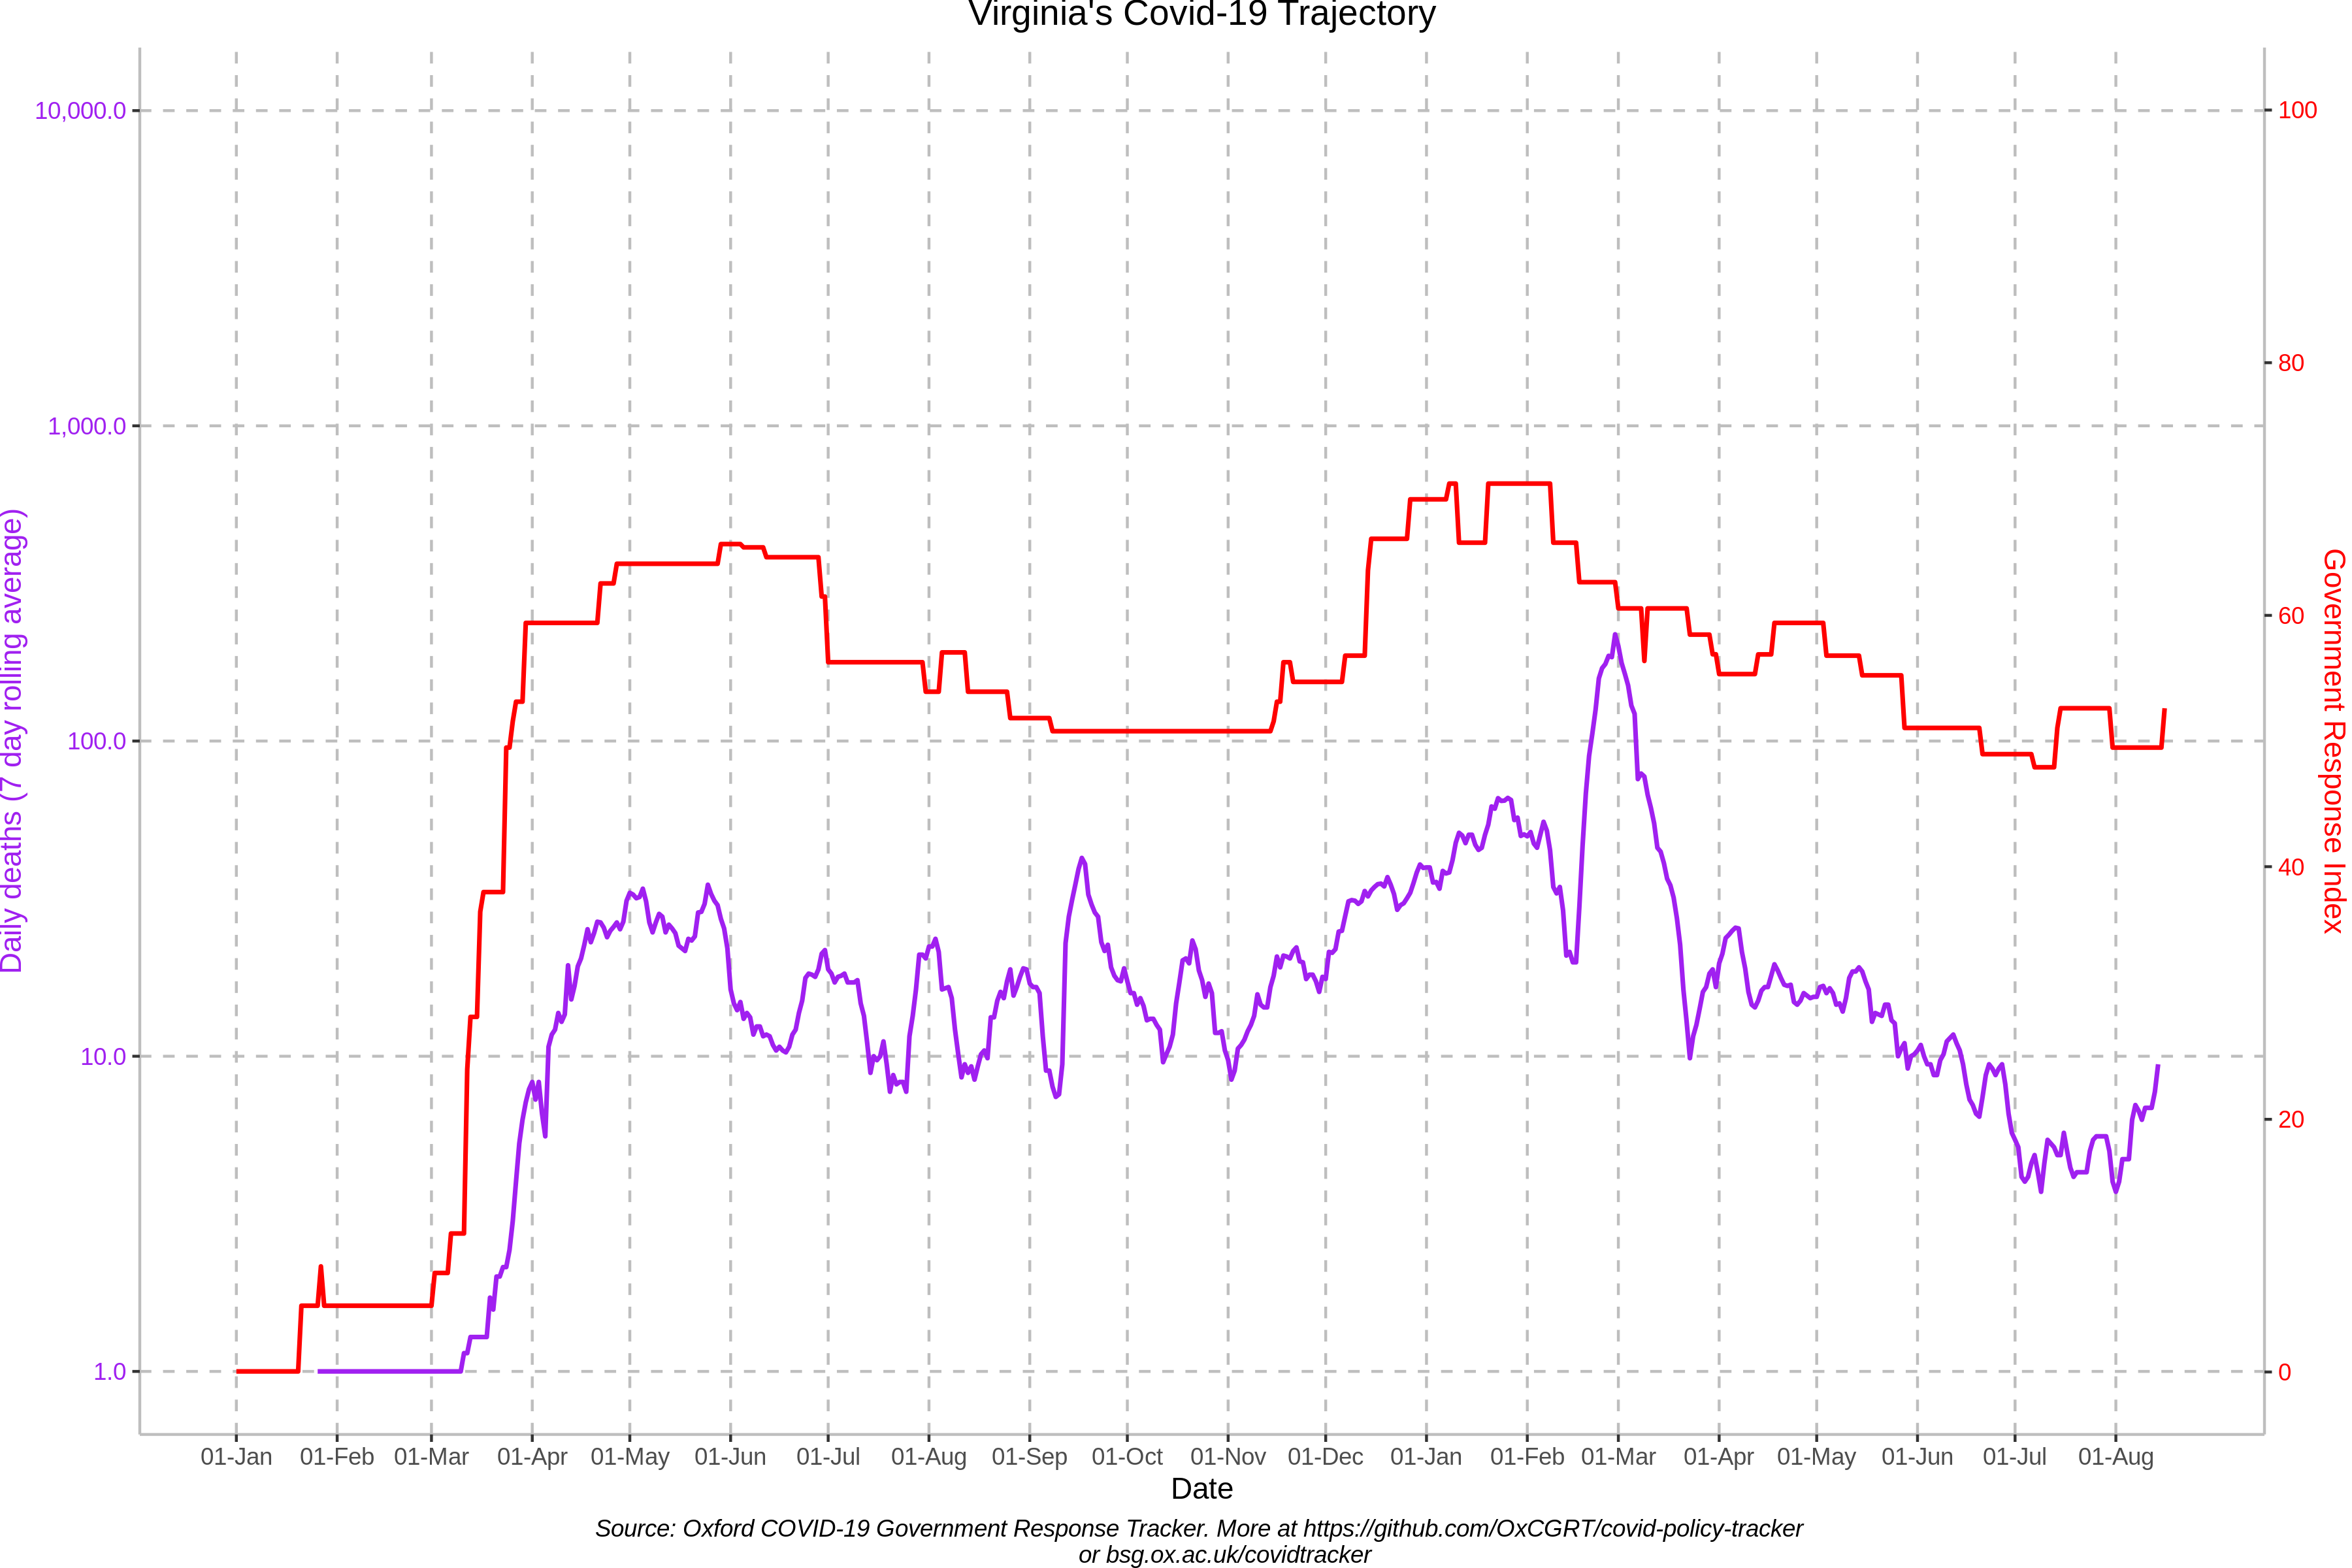 Virginia's Covid-19 Trajectory
10,000.0
1,000.0
100.0
10.0
1.0
Daily deaths (7 day rolling average)
100
80
60
40
20
0
Government Response Index
01-Jan 01-Feb 01-Mar 01-Apr 01-May 01-Jun 01-Jul 01-Aug 01-Sep 01-Oct 01-Nov 01-Dec 01-Jan 01-Feb 01-Mar 01-Apr 01-May 01-Jun 01-Jul 01-Aug
Date
Source: Oxford COVID-19 Government Response Tracker. More at https://github.com/OxCGRT/covid-policy-tracker
or bsg.ox.ac.uk/covidtracker